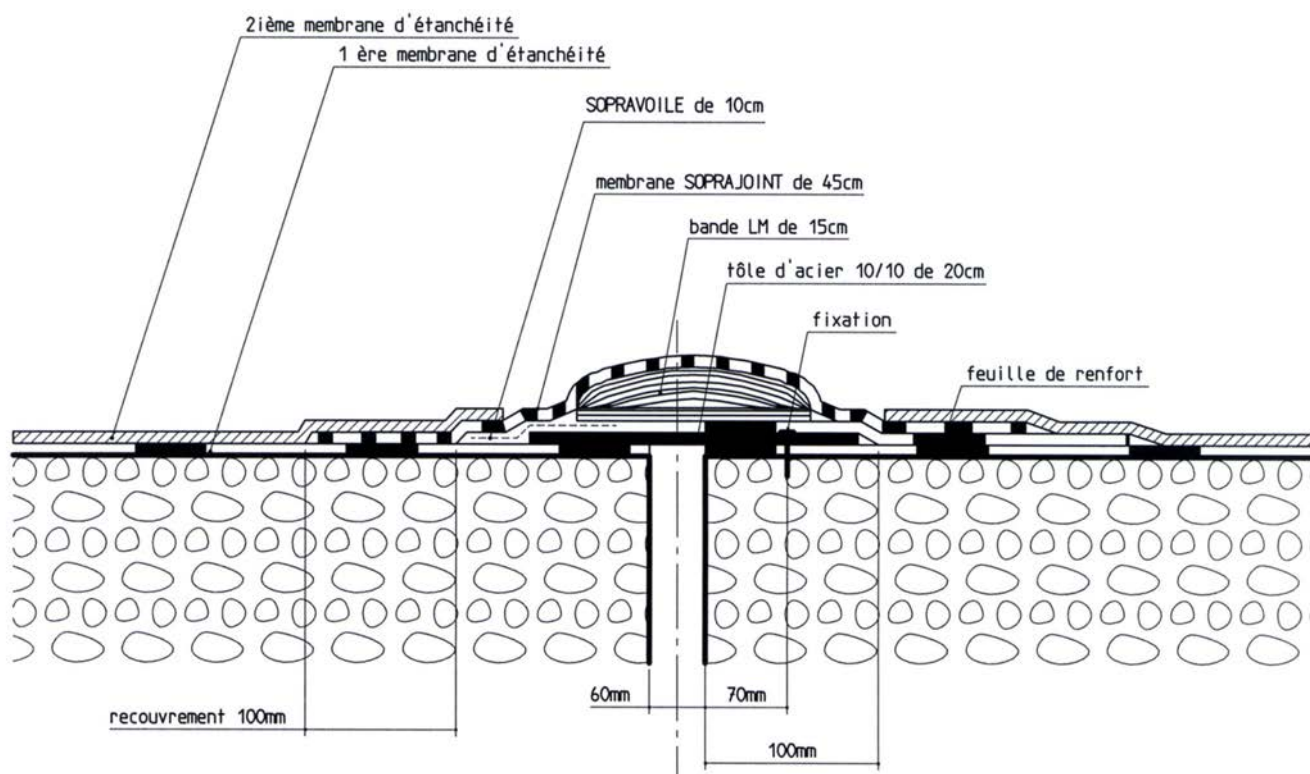 2ième membrane d'étanchéité
1 ère membrane d'étanchéité
SOPRAVOILE de 10cm
membrane SOPRAJOINT de 45cm
bande LM de 15cm
tôle d'acier 10/10 de 20cm
fixation
feuille de renfort
60mm
70mm
recouvrement 100mm
100mm